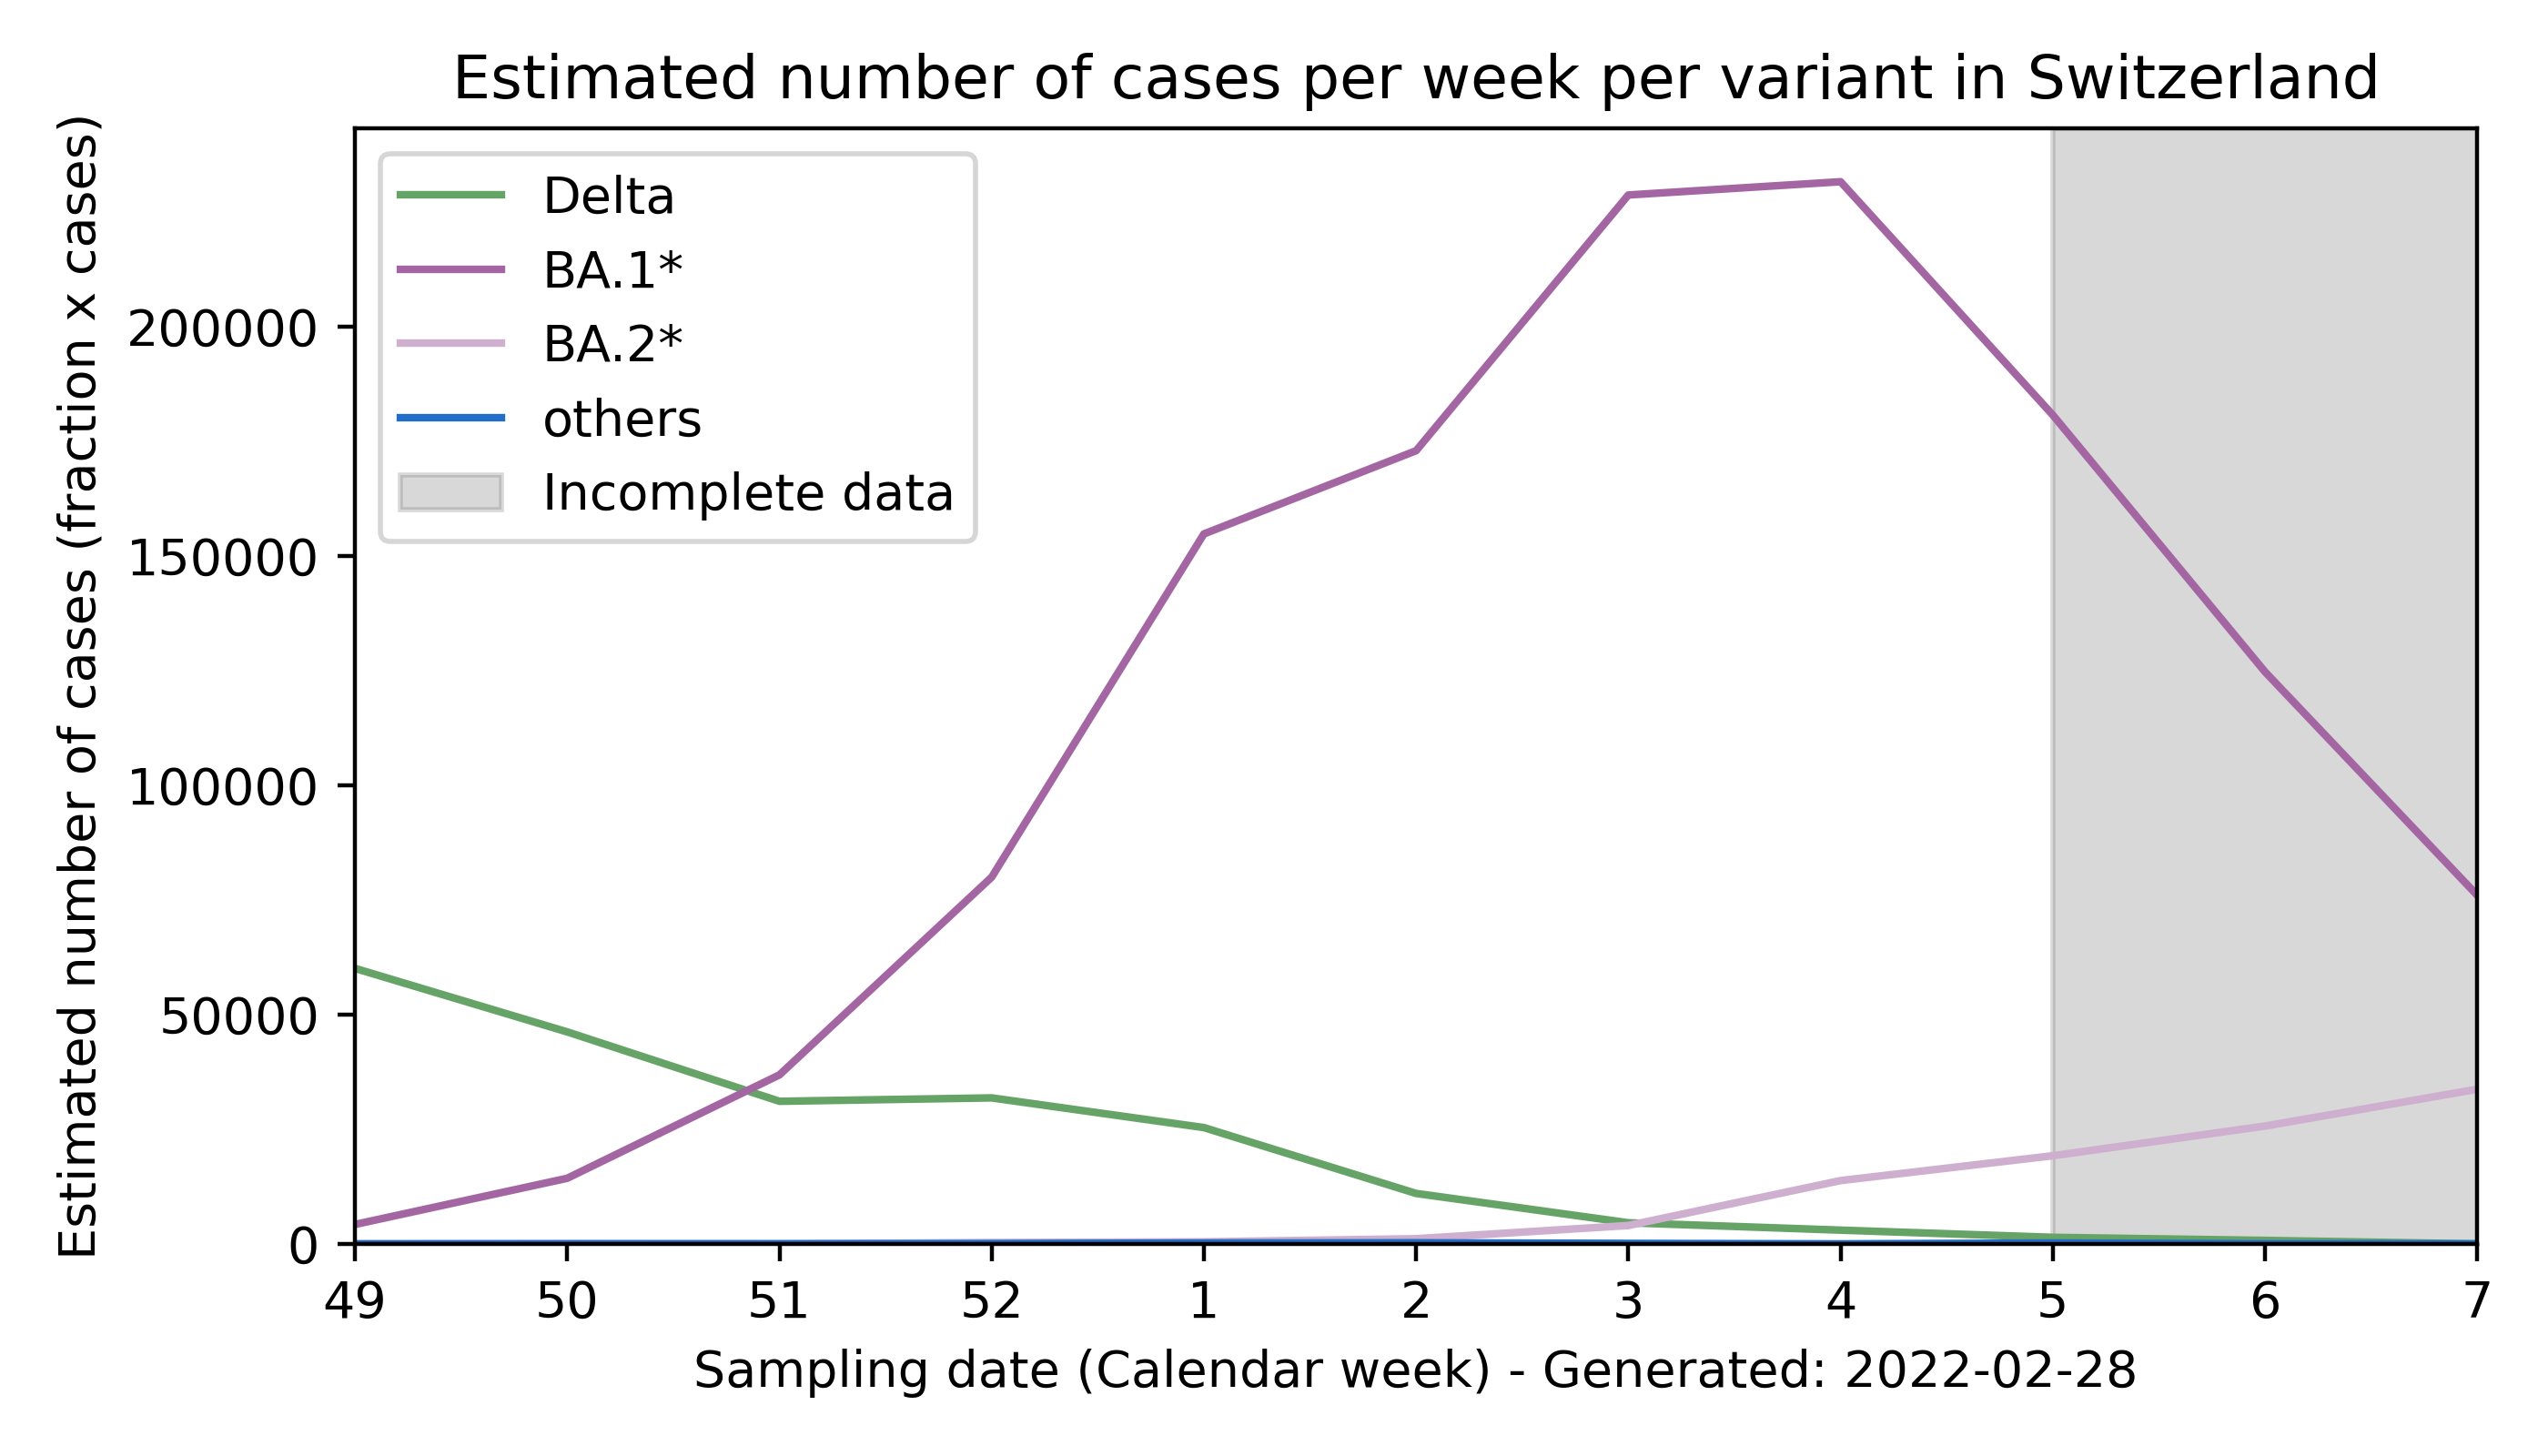 Estimated number of cases per week per variant in Switzerland
Estimated number of cases (fraction x cases)
Delta
BA.1*
BA.2*
others
Incomplete data
200000
150000
100000
50000
0
49 50 51 52 1 2 3 4 5 6 7
Sampling date (Calendar week) - Generated: 2022-02-28